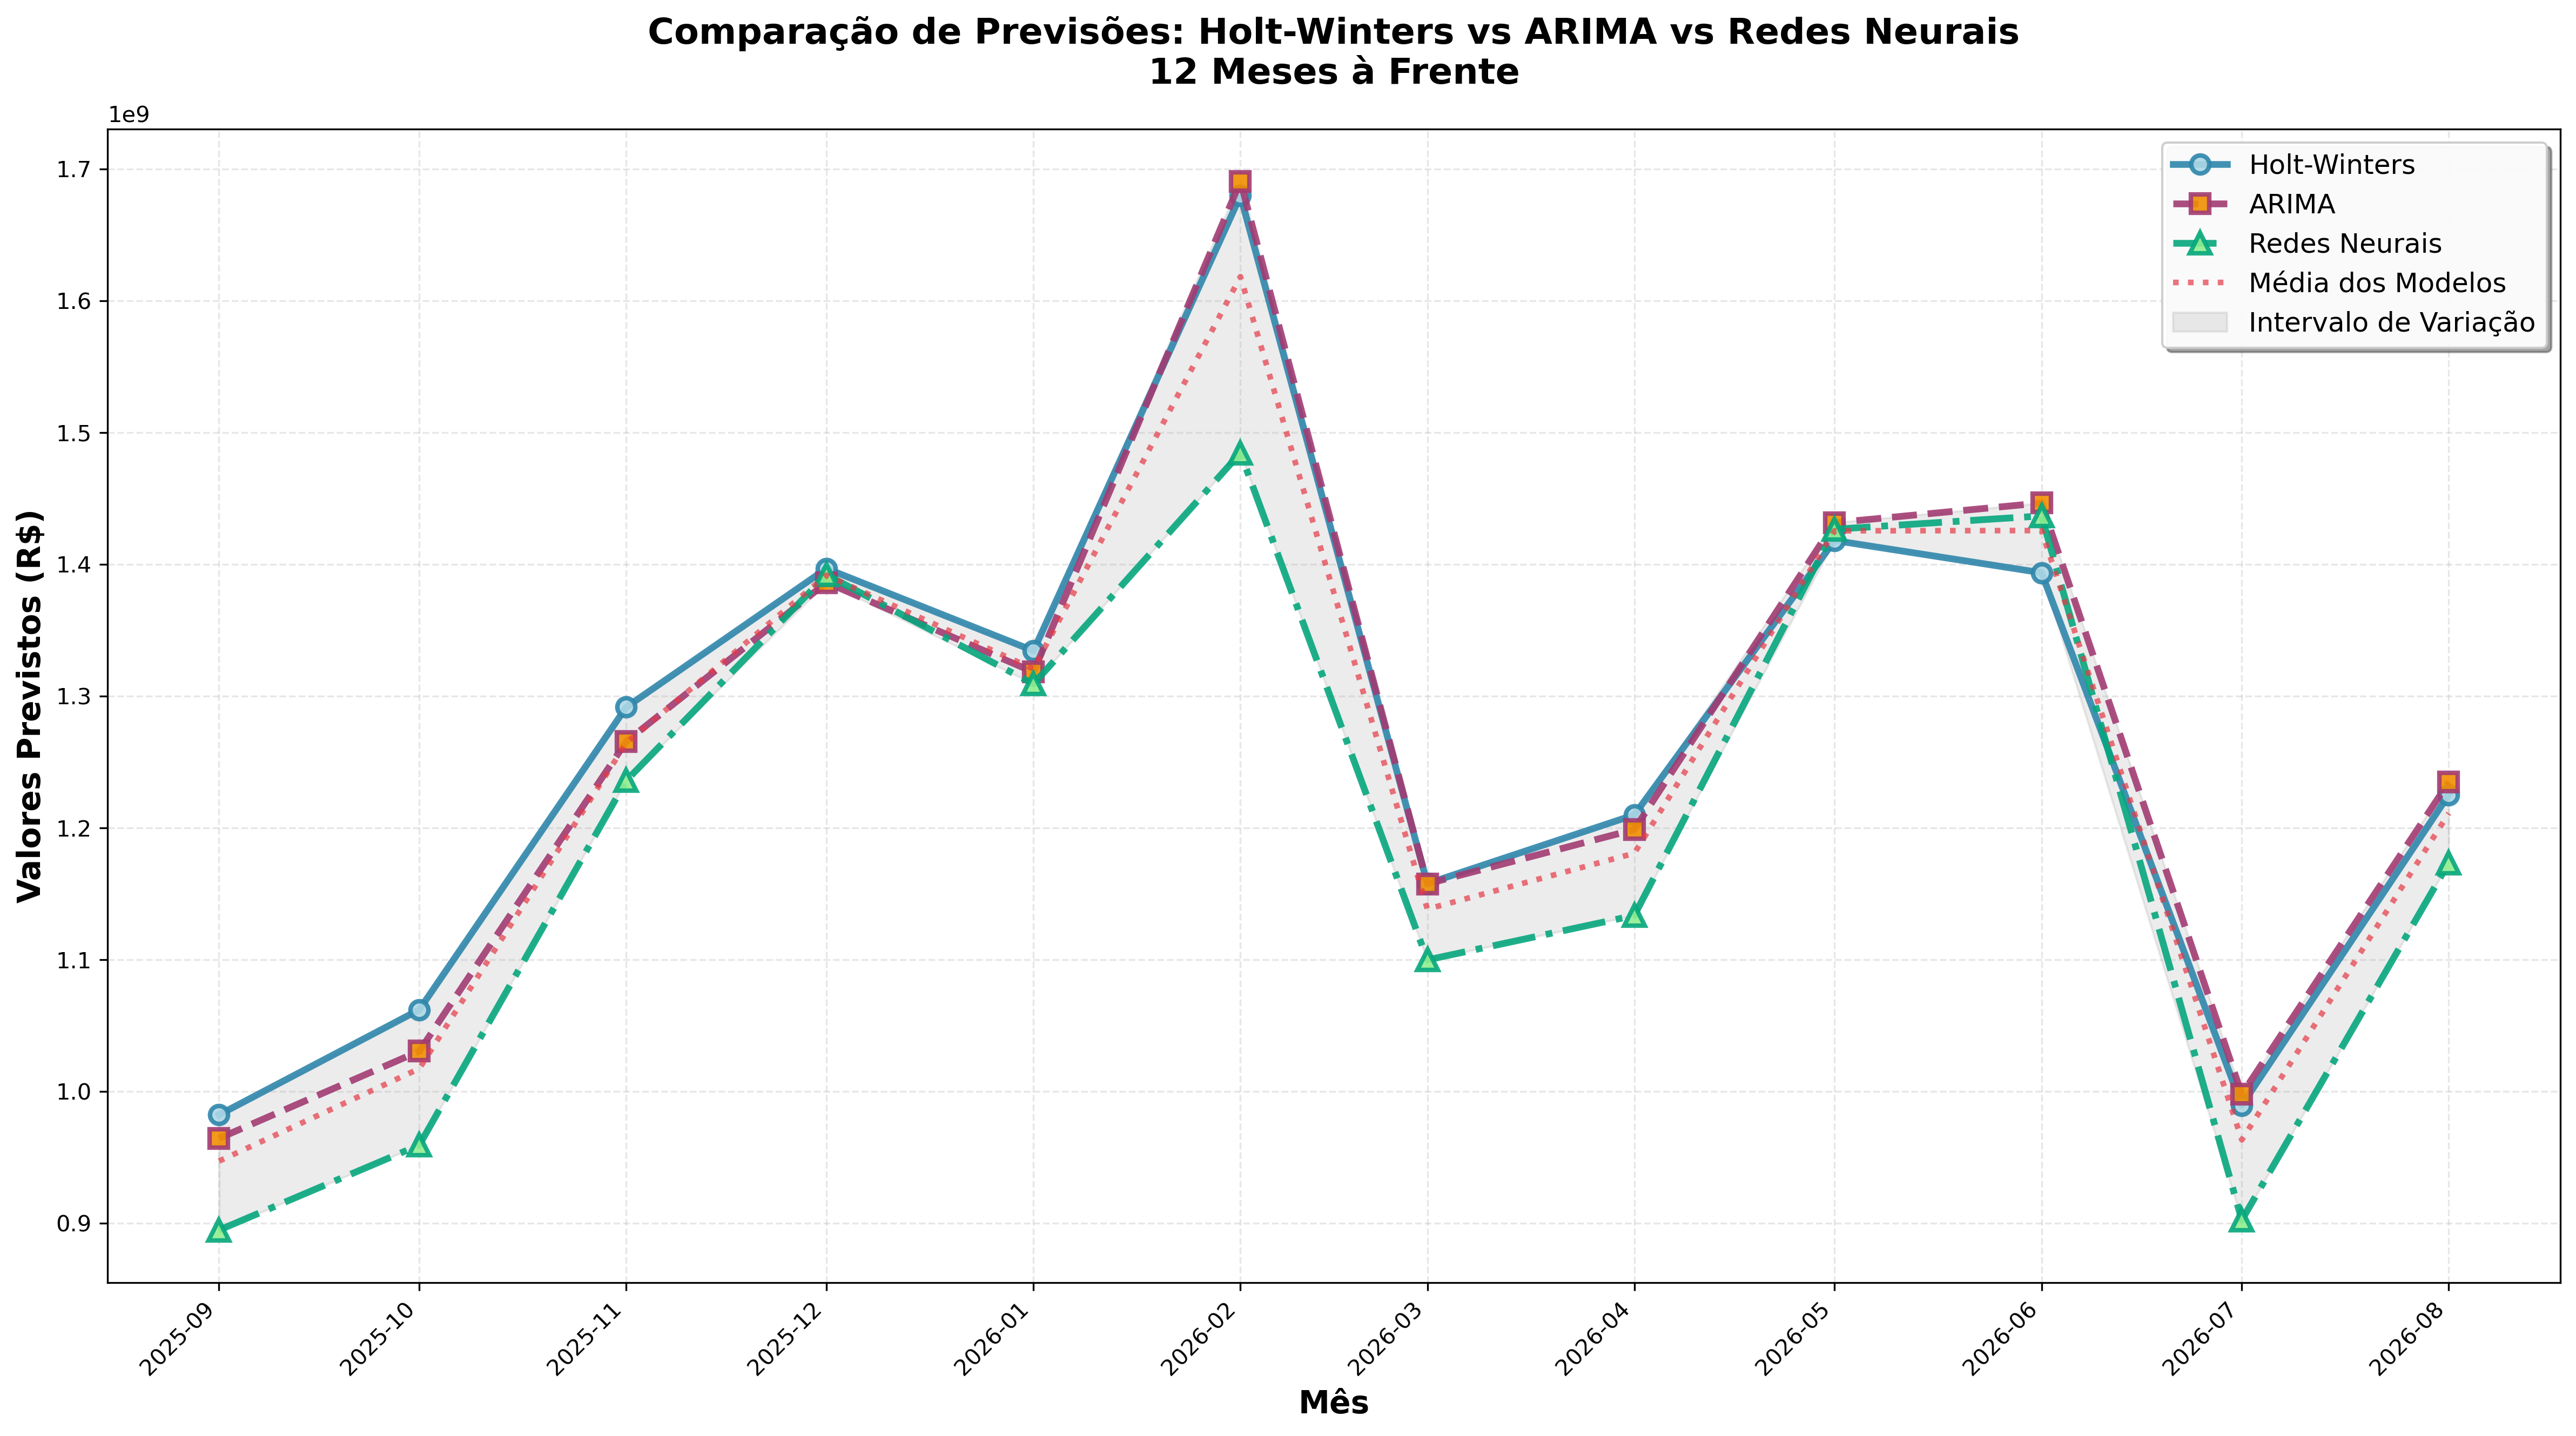 Comparação de Previsões: Holt-Winters vs ARIMA vs Redes Neurais
12 Meses à Frente
1e9
1.7
1.6
1.5
1.4
1.3
1.2
1.1
1.0
0.9
Valores Previstos (R$)
Holt-Winters
ARIMA
Redes Neurais
Média dos Modelos
Intervalo de Variação
2025-09
2025-10
2025-11
2025-12
2026-01
2026-02
2026-03
2026-04
2026-05
2026-06
2026-07
2026-08
Mês